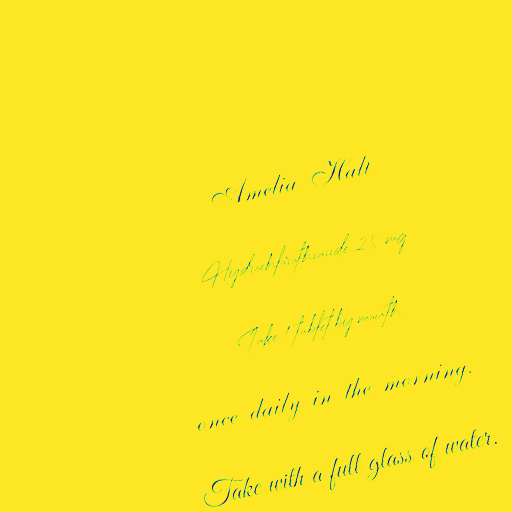 Amelia Hall
Hydrochlorothiazide 25 mg
Take 1 tablet by mouth
once daily in the morning.
Take with a full glass of water.